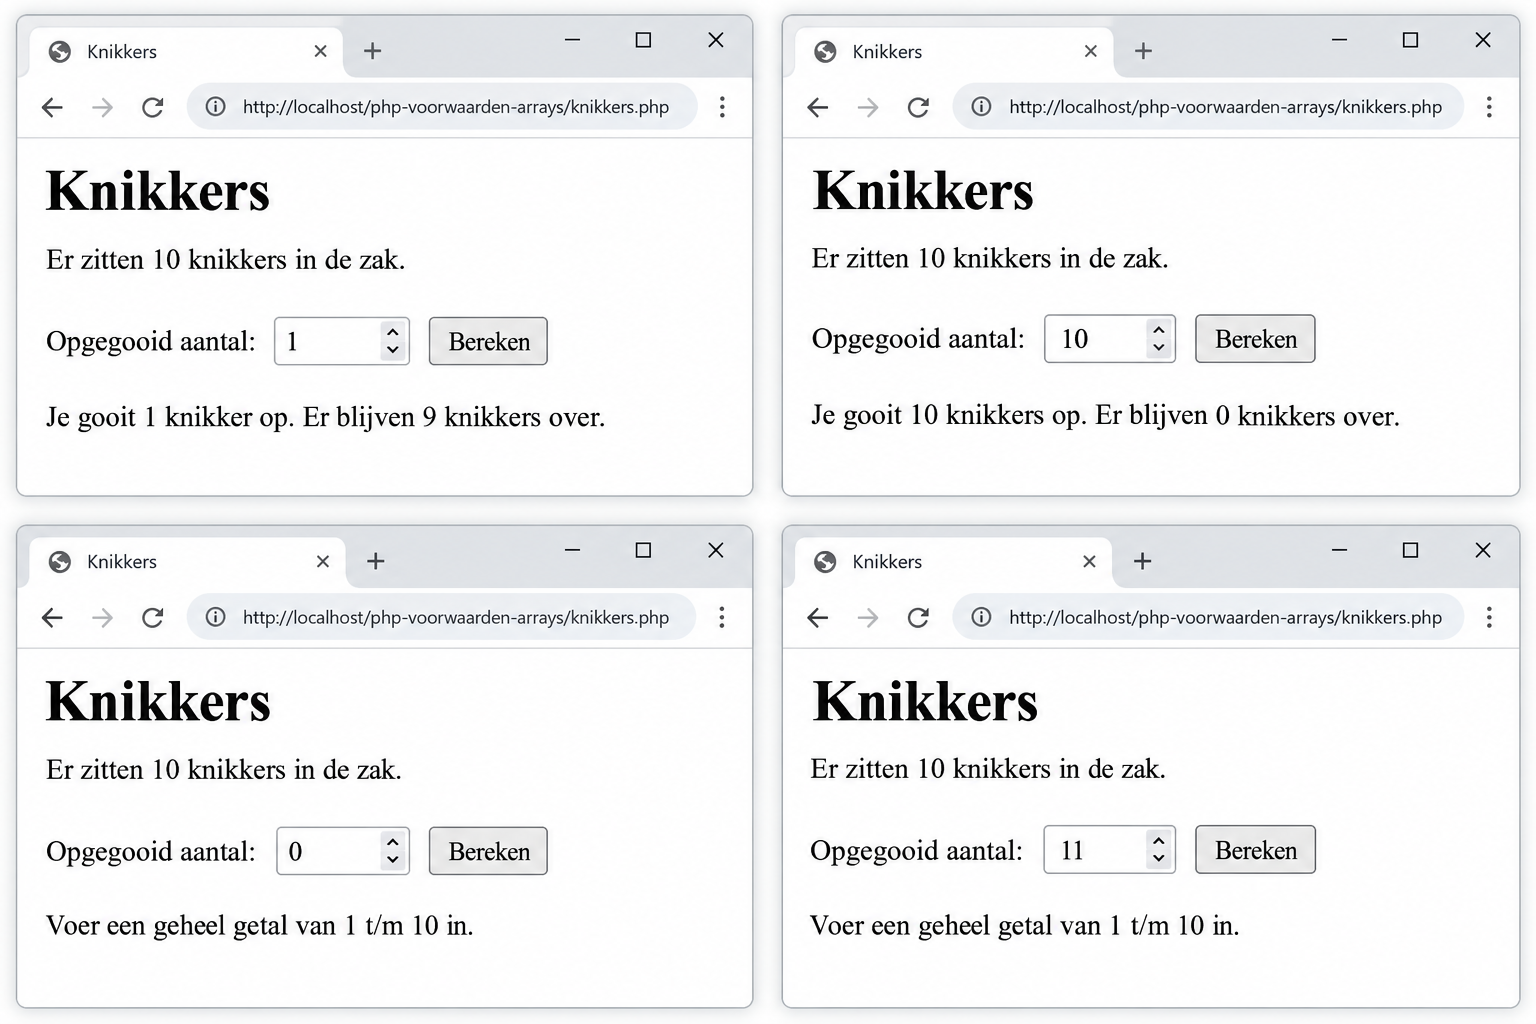 Knikkers
http://localhost/php-voorwaarden-arrays/knikkers.php
Knikkers
Er zitten 10 knikkers in de zak.
Opgegooid aantal: 1 Bereken
Je gooit 1 knikker op. Er blijven 9 knikkers over.
Knikkers
http://localhost/php-voorwaarden-arrays/knikkers.php
Knikkers
Er zitten 10 knikkers in de zak.
Opgegooid aantal: 10 Bereken
Je gooit 10 knikkers op. Er blijven 0 knikkers over.
Knikkers
http://localhost/php-voorwaarden-arrays/knikkers.php
Knikkers
Er zitten 10 knikkers in de zak.
Opgegooid aantal: 0 Bereken
Voer een geheel getal van 1 t/m 10 in.
Knikkers
http://localhost/php-voorwaarden-arrays/knikkers.php
Knikkers
Er zitten 10 knikkers in de zak.
Opgegooid aantal: 11 Bereken
Voer een geheel getal van 1 t/m 10 in.